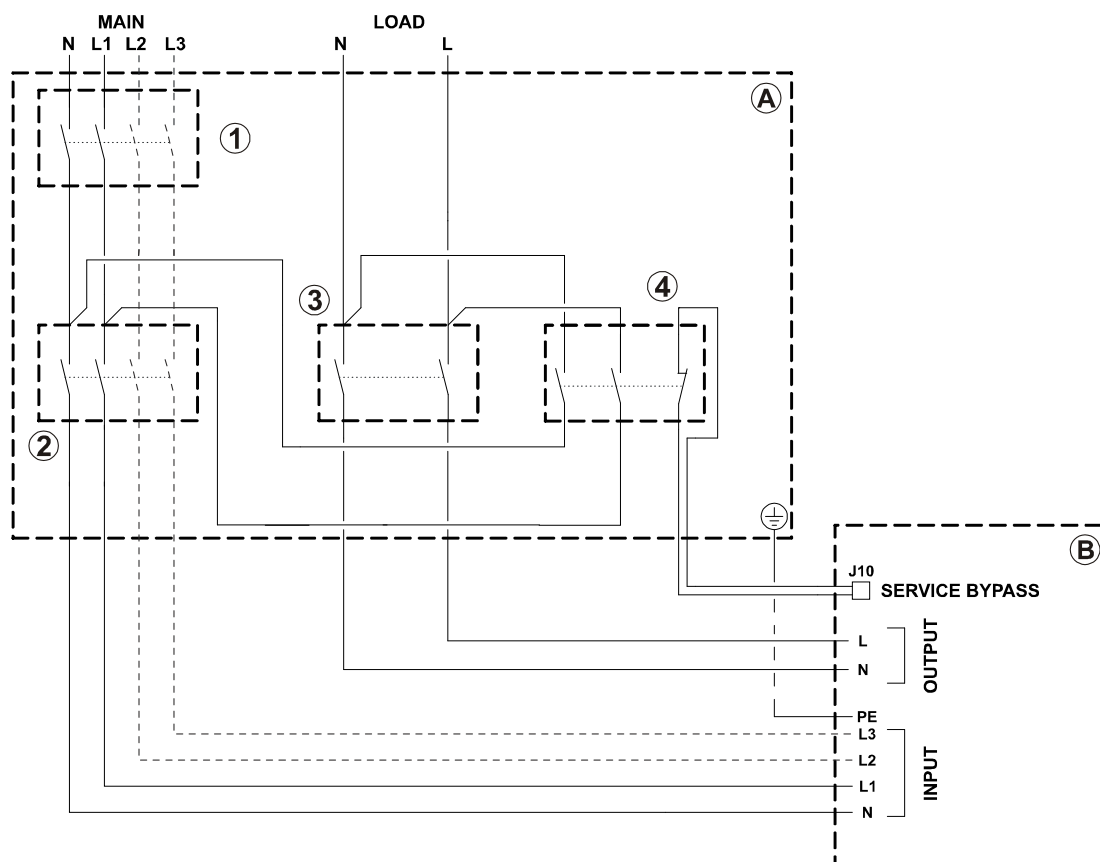 MAIN
LOAD
N L1 L2 L3
N L
A
1
3
4
2
B
J10
SERVICE BYPASS
L
N
OUTPUT
PE
L3
L2
L1
N
INPUT